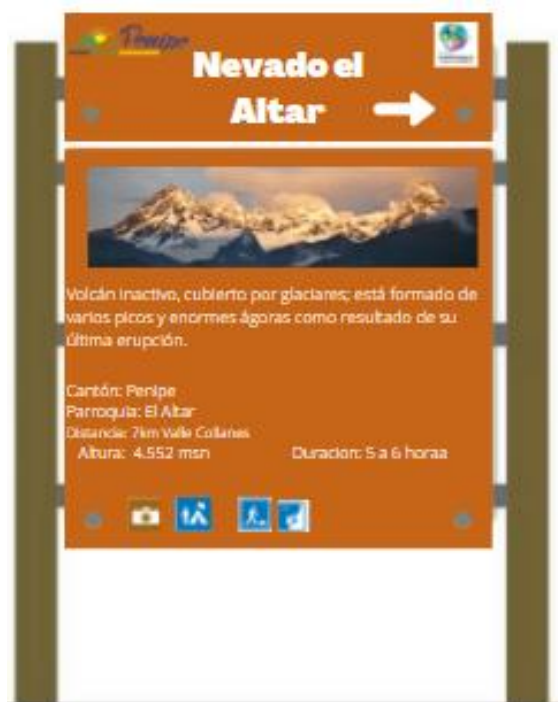 Penipe
Nevado el
Altar
Volcán inactivo, cubierto por glaciares; está formado de
varios picos y enormes ágoras como resultado de su
última erupción.
Cantón: Penipe
Parroquia: El Altar
Distancia: 7km Valle Collanes
Altura: 4.552 msn Duracion: 5 a 6 horaa